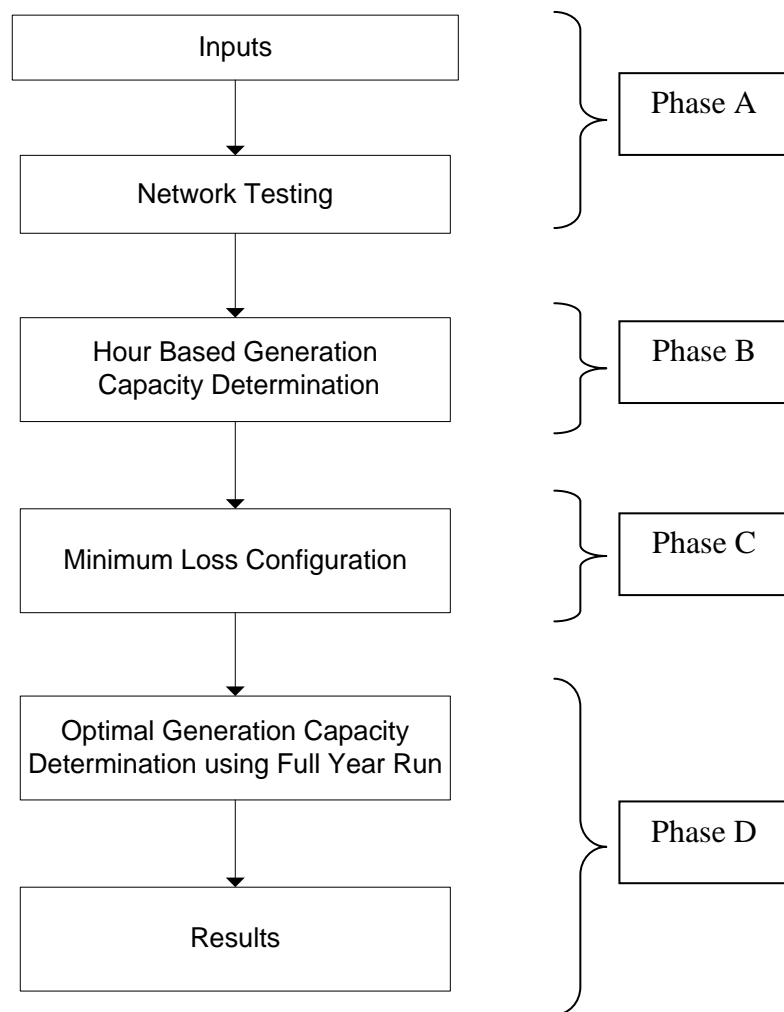 Inputs
Phase A
Network Testing
Hour Based Generation
Capacity Determination
Phase B
Minimum Loss Configuration
Phase C
Optimal Generation Capacity
Determination using Full Year Run
Phase D
Results